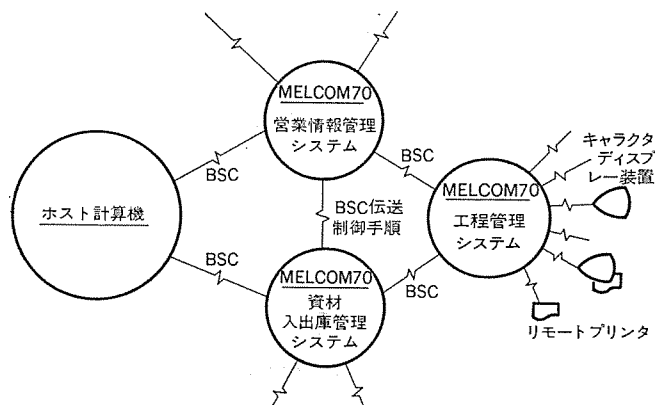 MELCOM70
営業情報管理
システム
キャラクタ
ディスプ
レー装置
BSC
BSC
MELCOM70
工程管理
システム
ホスト計算機
BSC伝送
制御手順
BSC
BSC
MELCOM70
資材
入出庫管理
システム
リモートプリンタ